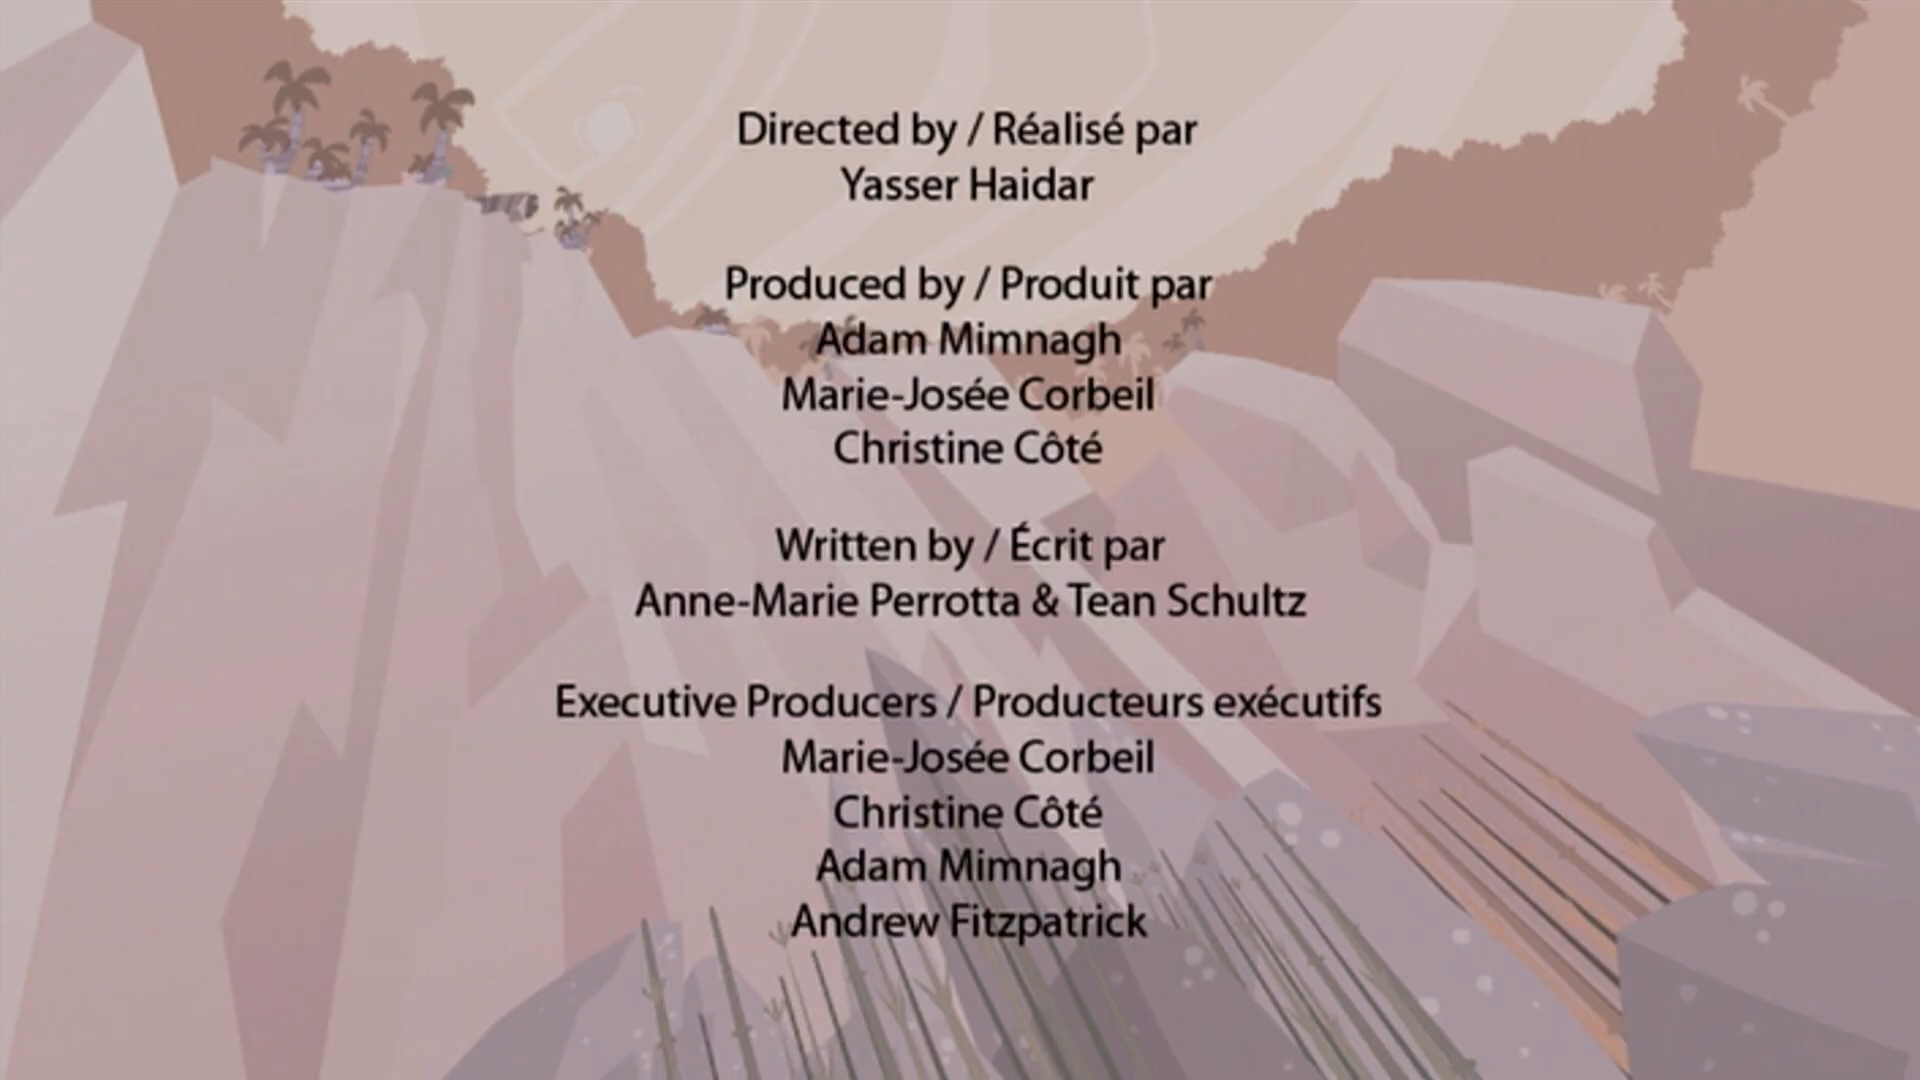 Directed by / Réalisé par
Yasser Haidar
Produced by / Produit par
Adam Mimnagh
Marie-Josée Corbeil
Christine Côté
Written by / Écrit par
Anne-Marie Perrotta & Tean Schultz
Executive Producers / Producteurs exécutifs
Marie-Josée Corbeil
Christine Côté
Adam Mimnagh
Andrew Fitzpatrick